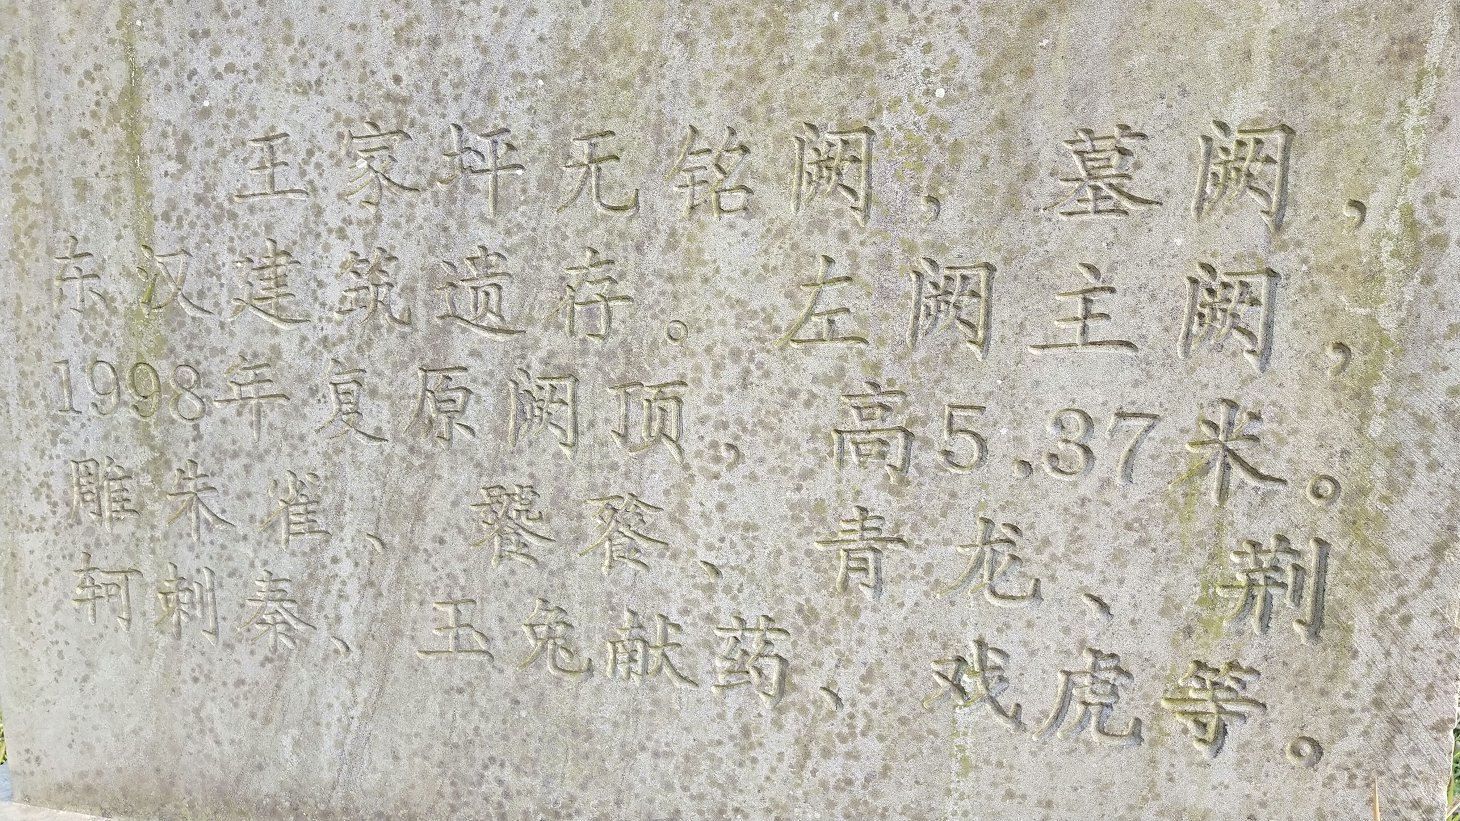 王家坪无铭阙，墓阙，
东汉建筑遗存。左阙主阙，
1998年复原阙顶，高5.37米。
雕朱雀、饕餮、青龙、荆
轲刺秦、玉兔献药、戏虎等。